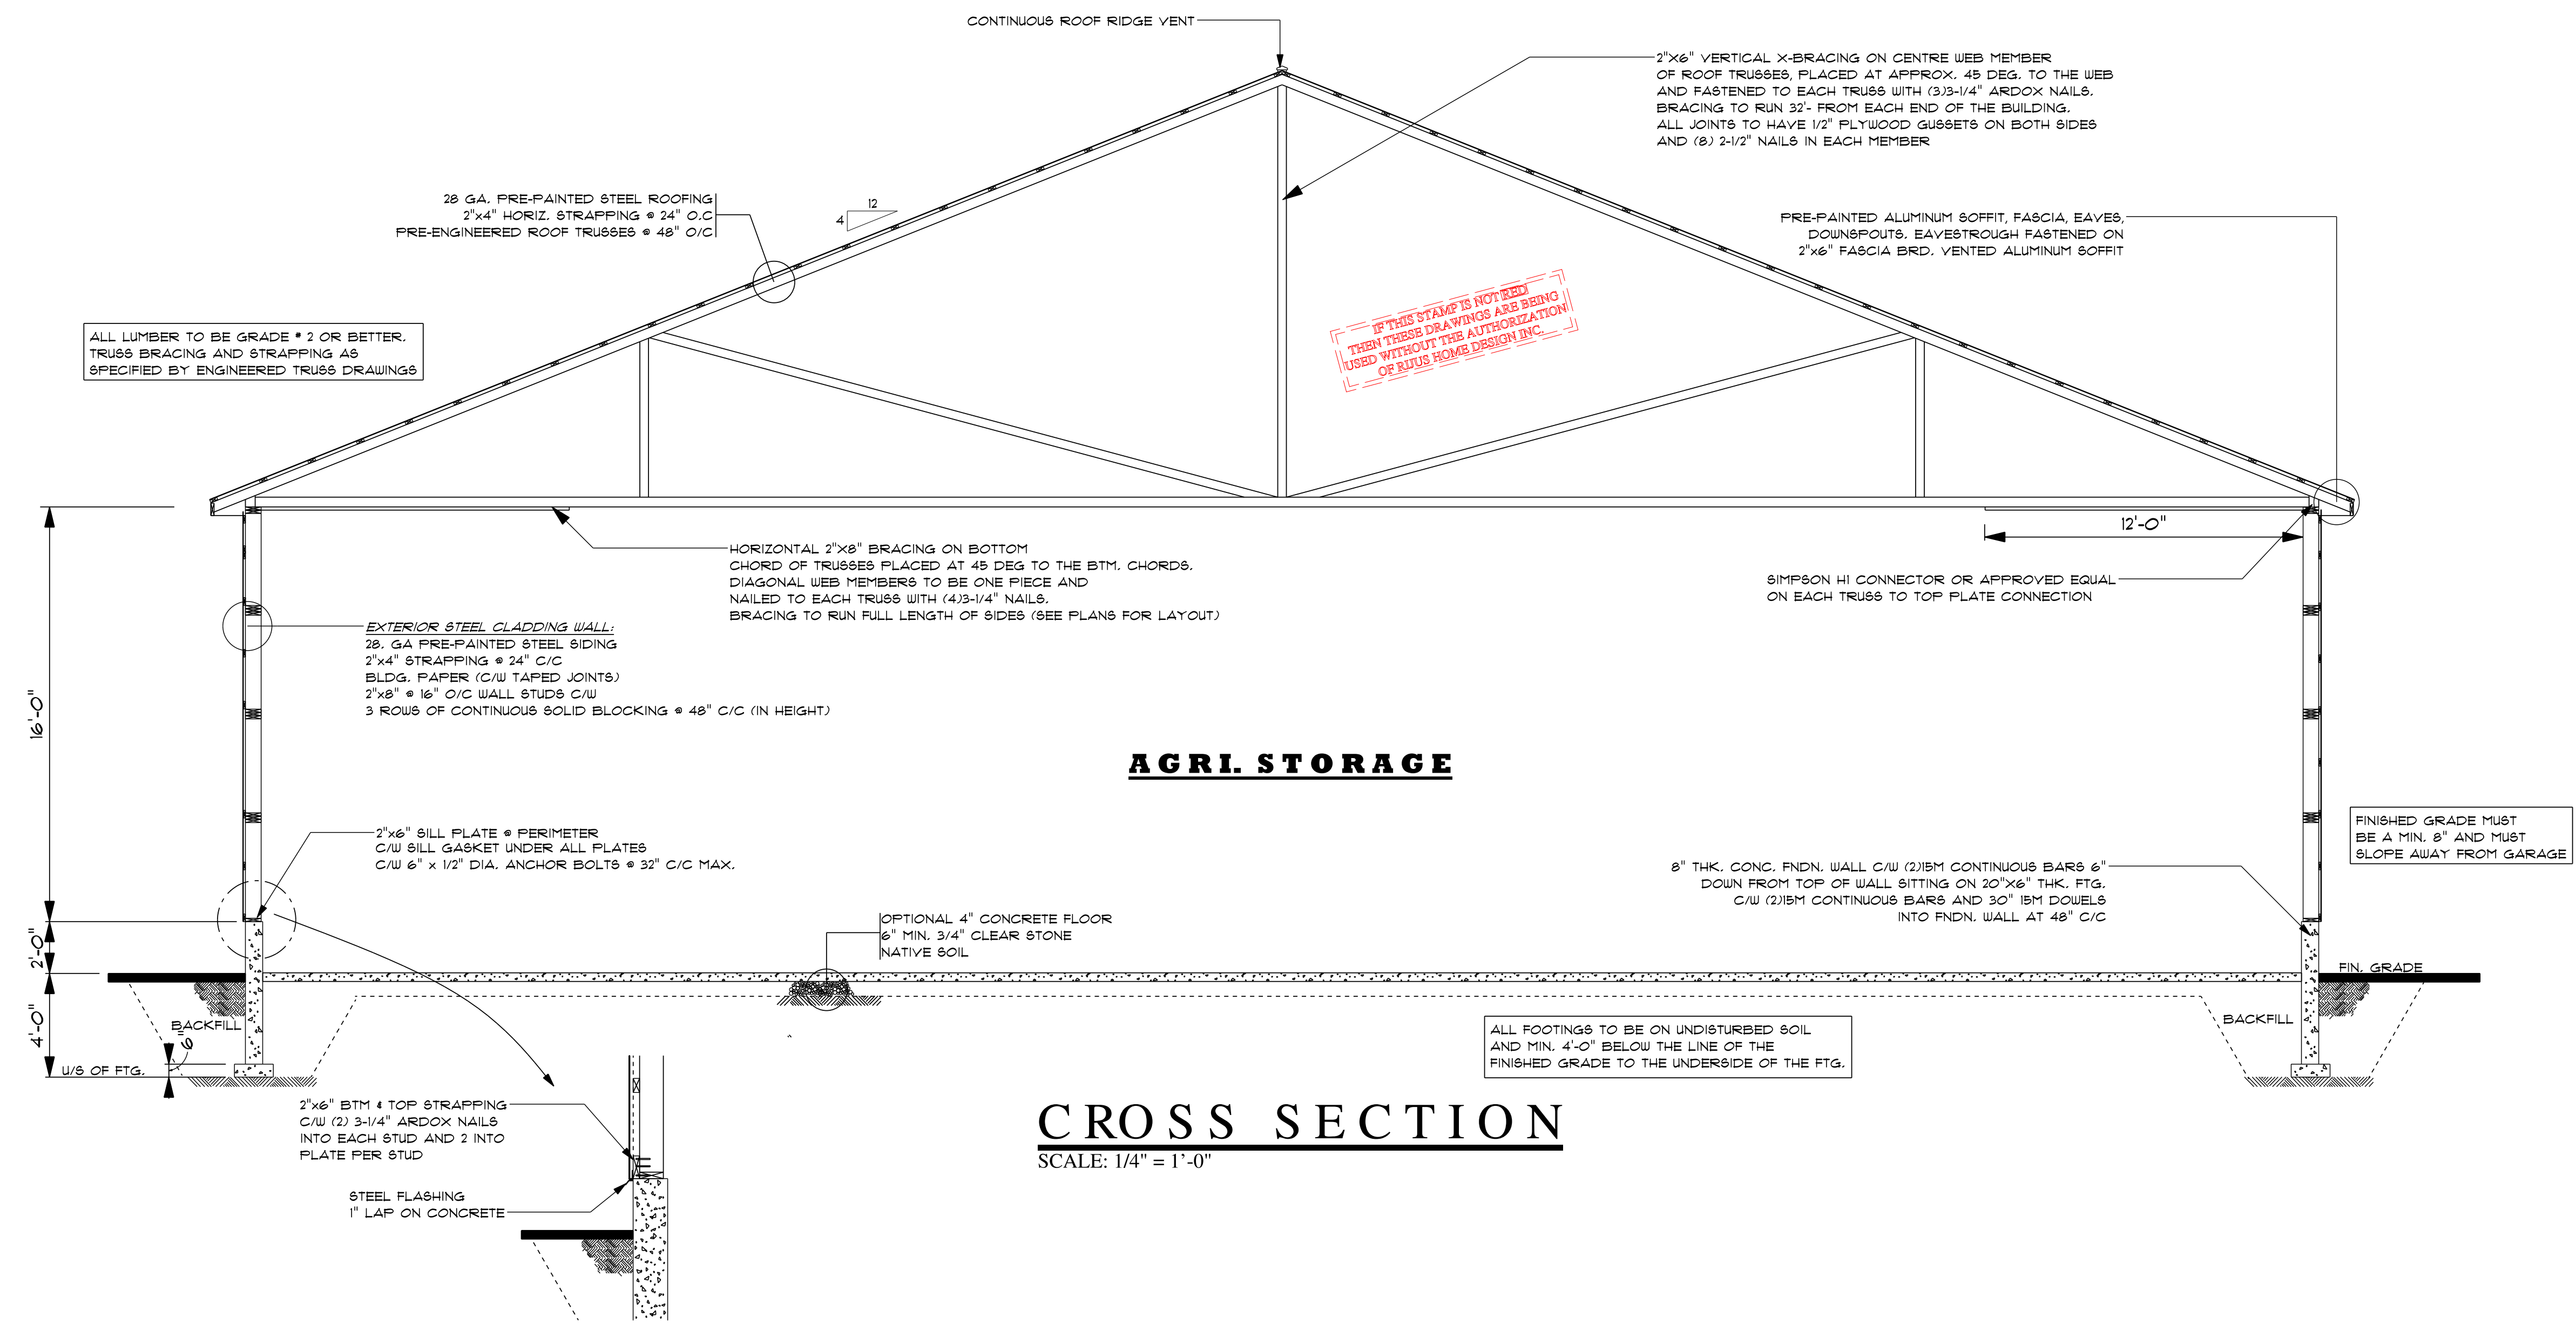 CONTINUOUS ROOF RIDGE VENT
2"X6" VERTICAL X-BRACING ON CENTRE WEB MEMBER
OF ROOF TRUSSES, PLACED AT APPROX. 45 DEG. TO THE WEB
AND FASTENED TO EACH TRUSS WITH (3)3-1/4" ARDOX NAILS.
BRACING TO RUN 32'- FROM EACH END OF THE BUILDING.
ALL JOINTS TO HAVE 1/2" PLYWOOD GUSSETS ON BOTH SIDES
AND (8) 2-1/2" NAILS IN EACH MEMBER
28 GA. PRE-PAINTED STEEL ROOFING
2"x4" HORIZ. STRAPPING @ 24" O.C
PRE-ENGINEERED ROOF TRUSSES @ 48" O/C
12
4
PRE-PAINTED ALUMINUM SOFFIT, FASCIA, EAVES,
DOWNSPOUTS. EAVESTROUGH FASTENED ON
2"x6" FASCIA BRD. VENTED ALUMINUM SOFFIT
IF THIS STAMP IS NOT RED!
THEN THESE DRAWINGS ARE BEING
USED WITHOUT THE AUTHORIZATION
OF RIJUS HOME DESIGN INC.
ALL LUMBER TO BE GRADE # 2 OR BETTER.
TRUSS BRACING AND STRAPPING AS
SPECIFIED BY ENGINEERED TRUSS DRAWINGS
12'-0"
HORIZONTAL 2"X8" BRACING ON BOTTOM
CHORD OF TRUSSES PLACED AT 45 DEG TO THE BTM. CHORDS.
DIAGONAL WEB MEMBERS TO BE ONE PIECE AND
NAILED TO EACH TRUSS WITH (4)3-1/4" NAILS.
BRACING TO RUN FULL LENGTH OF SIDES (SEE PLANS FOR LAYOUT)
SIMPSON H1 CONNECTOR OR APPROVED EQUAL
ON EACH TRUSS TO TOP PLATE CONNECTION
EXTERIOR STEEL CLADDING WALL:
28. GA PRE-PAINTED STEEL SIDING
2"x4" STRAPPING @ 24" C/C
BLDG. PAPER (C/W TAPED JOINTS)
2"x8" @ 16" O/C WALL STUDS C/W
3 ROWS OF CONTINUOUS SOLID BLOCKING @ 48" C/C (IN HEIGHT)
16'-0"
AGRI. STORAGE
2"x6" SILL PLATE @ PERIMETER
C/W SILL GASKET UNDER ALL PLATES
C/W 6" x 1/2" DIA. ANCHOR BOLTS @ 32" C/C MAX.
FINISHED GRADE MUST
BE A MIN. 8" AND MUST
SLOPE AWAY FROM GARAGE
8" THK. CONC. FNDN. WALL C/W (2)15M CONTINUOUS BARS 6"
DOWN FROM TOP OF WALL SITTING ON 20"X6" THK. FTG.
C/W (2)15M CONTINUOUS BARS AND 30" 15M DOWELS
INTO FNDN. WALL AT 48" C/C
OPTIONAL 4" CONCRETE FLOOR
6" MIN. 3/4" CLEAR STONE
NATIVE SOIL
2'-0"
FIN. GRADE
4'-0"
BACKFILL
6"
BACKFILL
U/S OF FTG.
ALL FOOTINGS TO BE ON UNDISTURBED SOIL
AND MIN. 4'-0" BELOW THE LINE OF THE
FINISHED GRADE TO THE UNDERSIDE OF THE FTG.
2"x6" BTM & TOP STRAPPING
C/W (2) 3-1/4" ARDOX NAILS
INTO EACH STUD AND 2 INTO
PLATE PER STUD
STEEL FLASHING
1" LAP ON CONCRETE
CROSS SECTION
SCALE: 1/4" = 1'-0"